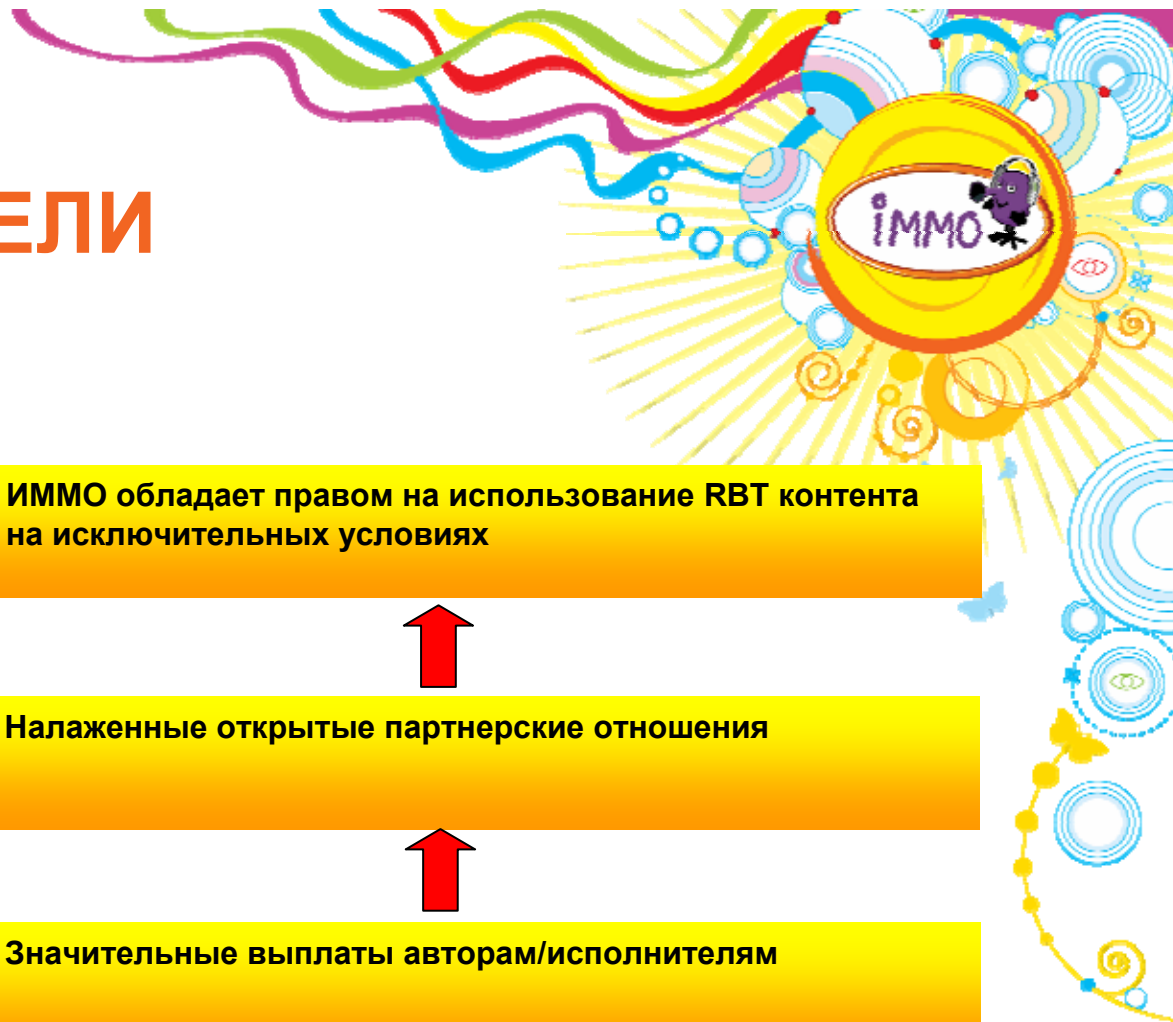 ЕЛИ
iMMO
ИММО обладает правом на использование RBT контента
на исключительных условиях
Налаженные открытые партнерские отношения
Значительные выплаты авторам/исполнителям